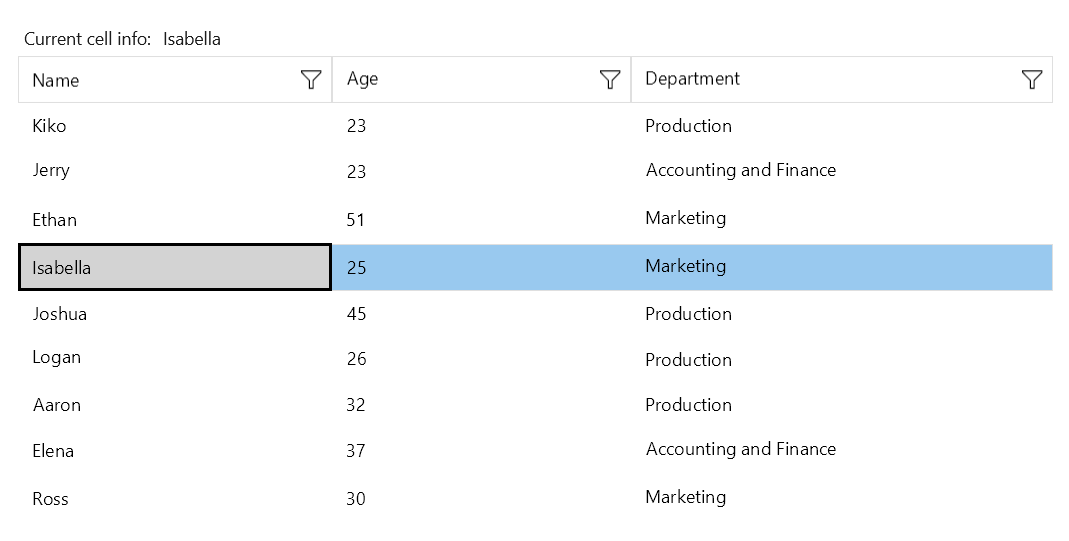 Current cell info: Isabella
Name Age Department
Kiko 23 Production
Jerry 23 Accounting and Finance
Ethan 51 Marketing
Isabella 25 Marketing
Joshua 45 Production
Logan 26 Production
Aaron 32 Production
Elena 37 Accounting and Finance
Ross 30 Marketing